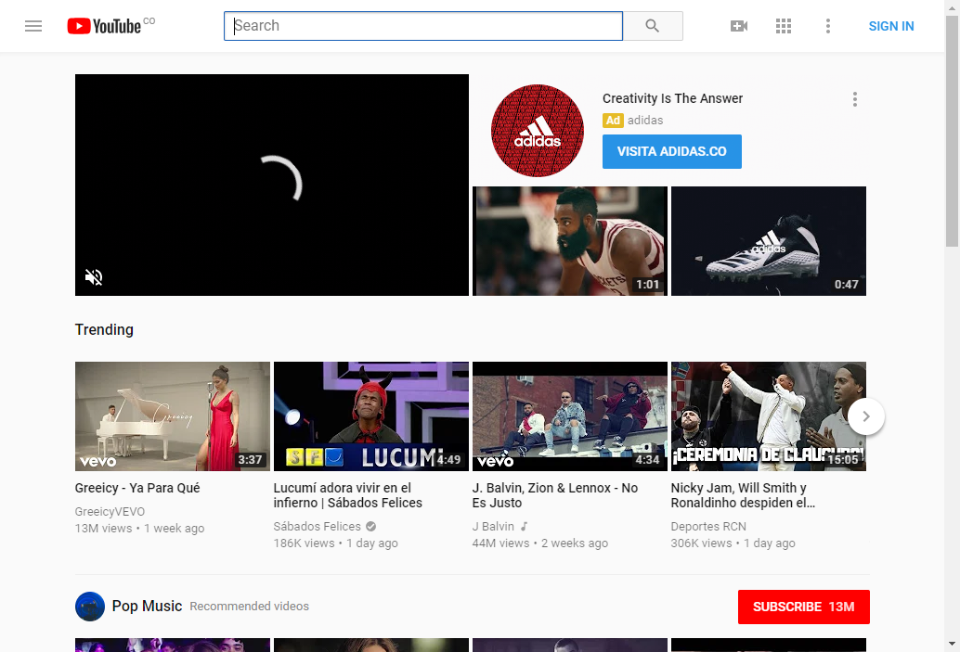 YouTube CO
Search
SIGN IN
Creativity Is The Answer
Ad adidas
VISITA ADIDAS.CO
adidas
adidas
1:01
0:47
Trending
Greeicy
vevo
3:37
SF
LUCUMÍ
4:49
vevo
4:34
¡CEREMONIA DE CLAUSURA!
15:05
Greeicy - Ya Para Qué
GreeicyVEVO
13M views • 1 week ago
Lucumí adora vivir en el
infierno | Sábados Felices
Sábados Felices
186K views • 1 day ago
J. Balvin, Zion & Lennox - No
Es Justo
J Balvin
44M views • 2 weeks ago
Nicky Jam, Will Smith y
Ronaldinho despiden el...
Deportes RCN
306K views • 1 day ago
Pop Music Recommended videos
SUBSCRIBE 13M